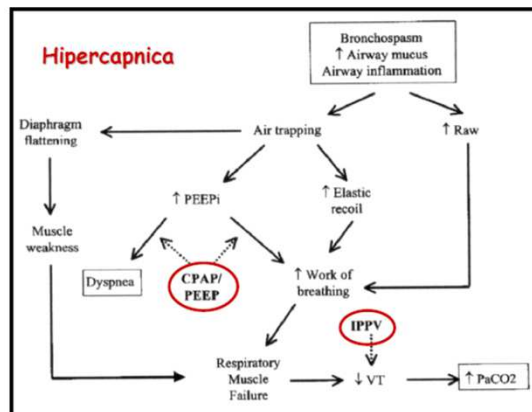 Hipercapnica
Bronchospasm
↑ Airway mucus
Airway inflammation
Diaphragm
flattening
Air trapping
↑ Raw
↑ PEEPi
↑ Elastic
recoil
Muscle
weakness
Dyspnea
CPAP/
PEEP
↑ Work of
breathing
IPPV
Respiratory
Muscle
Failure
↓ VT
↑ PaCO2